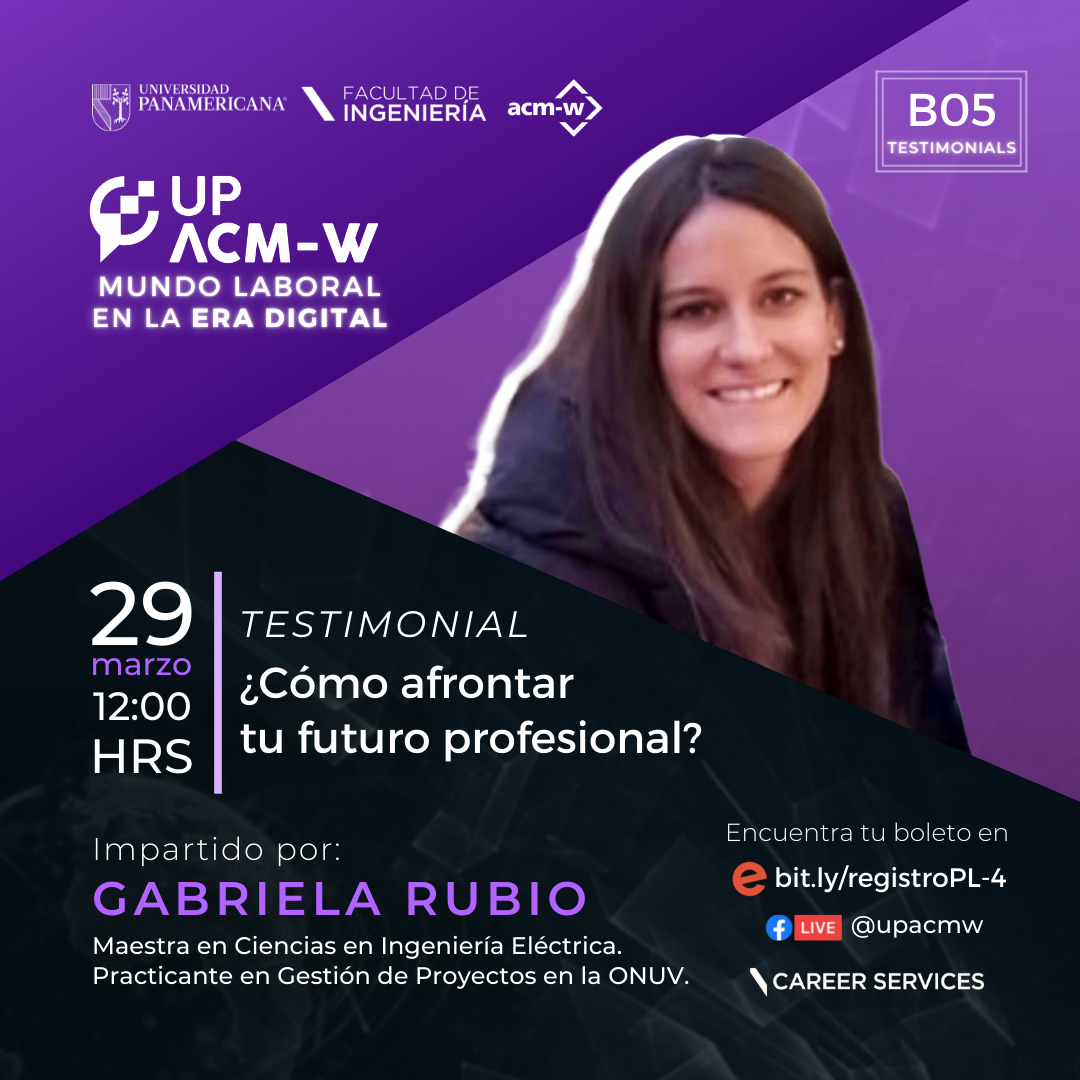 UNIVERSIDAD
PANAMERICANA®
FACULTAD DE
INGENIERÍA
acm-w
B05
TESTIMONIALS
UP
ACM-W
MUNDO LABORAL
EN LA ERA DIGITAL
29
marzo
12:00
HRS
TESTIMONIAL
¿Cómo afrontar
tu futuro profesional?
Impartido por:
GABRIELA RUBIO
Maestra en Ciencias en Ingeniería Eléctrica.
Practicante en Gestión de Proyectos en la ONUV.
Encuentra tu boleto en
e bit.ly/registroPL-4
f LIVE @upacmw
CAREER SERVICES